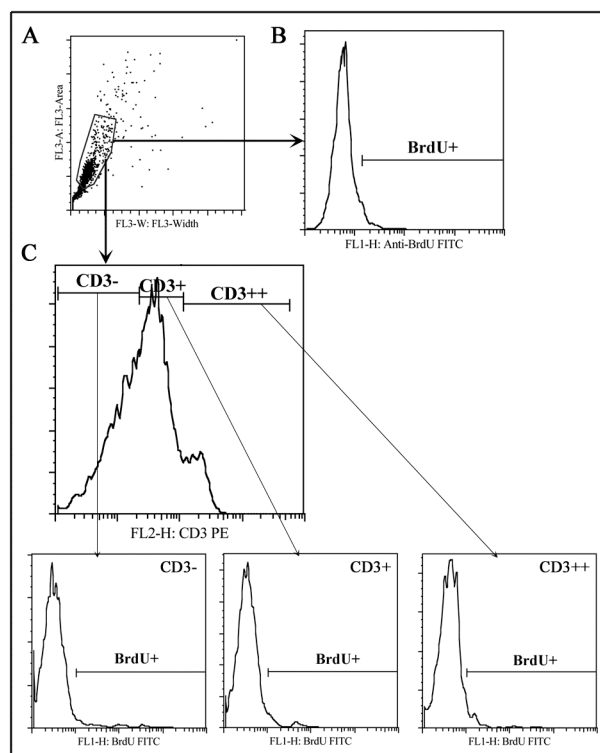 A
FL3-A: FL3-Area
FL3-W: FL3-Width
B
BrdU+
FL1-H: Anti-BrdU FITC
C
CD3-
CD3+
CD3++
FL2-H: CD3 PE
CD3-
BrdU+
FL1-H: BrdU FITC
CD3+
BrdU+
FL1-H: BrdU FITC
CD3++
BrdU+
FL1-H: BrdU FITC